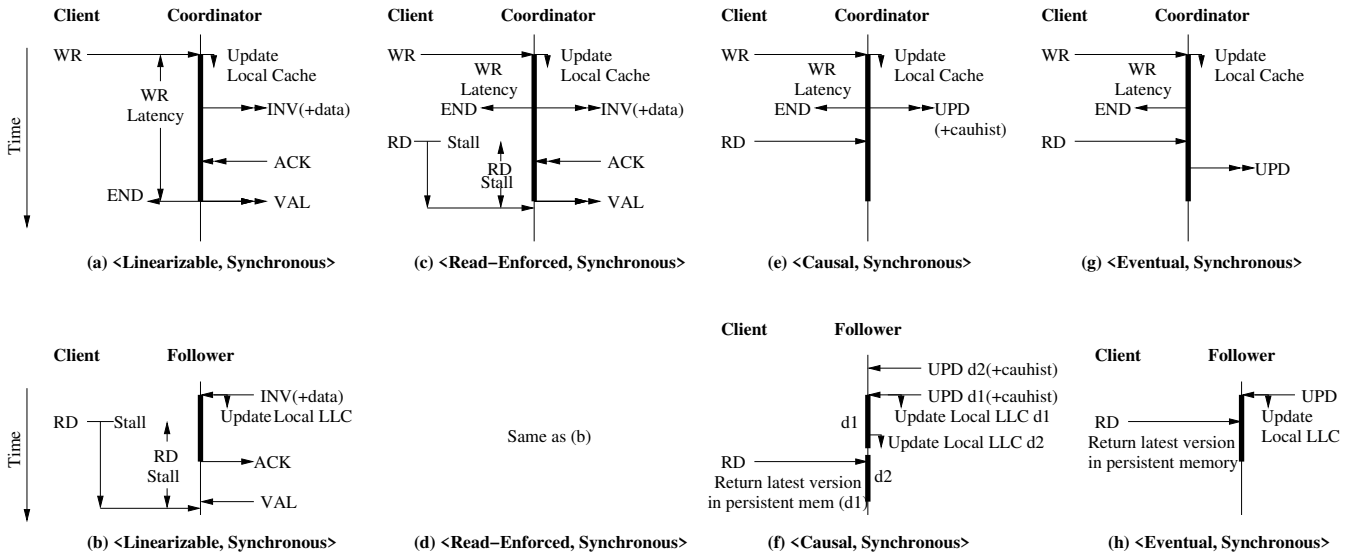 Client Coordinator
WR
Update
Local Cache
WR
Latency
INV(+data)
ACK
END
VAL
Time
(a) <Linearizable, Synchronous>
Client Coordinator
WR
Update
Local Cache
WR
Latency
END
INV(+data)
RD
Stall
RD
Stall
ACK
VAL
(c) <Read−Enforced, Synchronous>
Client Coordinator
WR
Update
Local Cache
WR
Latency
END
UPD
(+cauhist)
RD
(e) <Causal, Synchronous>
Client Coordinator
WR
Update
Local Cache
WR
Latency
END
RD
UPD
(g) <Eventual, Synchronous>
Client Follower
INV(+data)
Update Local LLC
RD
Stall
RD
Stall
ACK
VAL
Time
(b) <Linearizable, Synchronous>
Same as (b)
(d) <Read−Enforced, Synchronous>
Client Follower
UPD d2(+cauhist)
UPD d1(+cauhist)
Update Local LLC d1
d1
Update Local LLC d2
RD
d2
Return latest version
in persistent mem (d1)
(f) <Causal, Synchronous>
Client Follower
UPD
Update
Local LLC
RD
Return latest version
in persistent memory
(h) <Eventual, Synchronous>